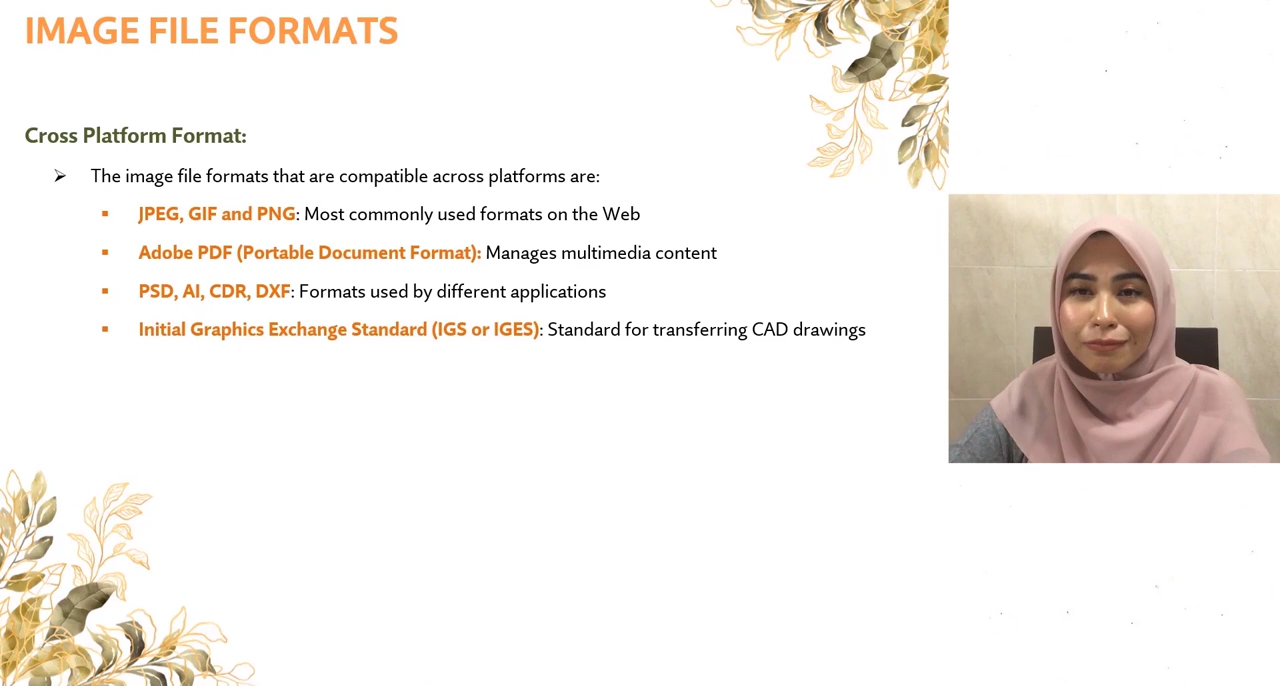 IMAGE FILE FORMATS
Cross Platform Format:
➢ The image file formats that are compatible across platforms are:
▪ JPEG, GIF and PNG: Most commonly used formats on the Web
▪ Adobe PDF (Portable Document Format): Manages multimedia content
▪ PSD, AI, CDR, DXF: Formats used by different applications
▪ Initial Graphics Exchange Standard (IGS or IGES): Standard for transferring CAD drawings